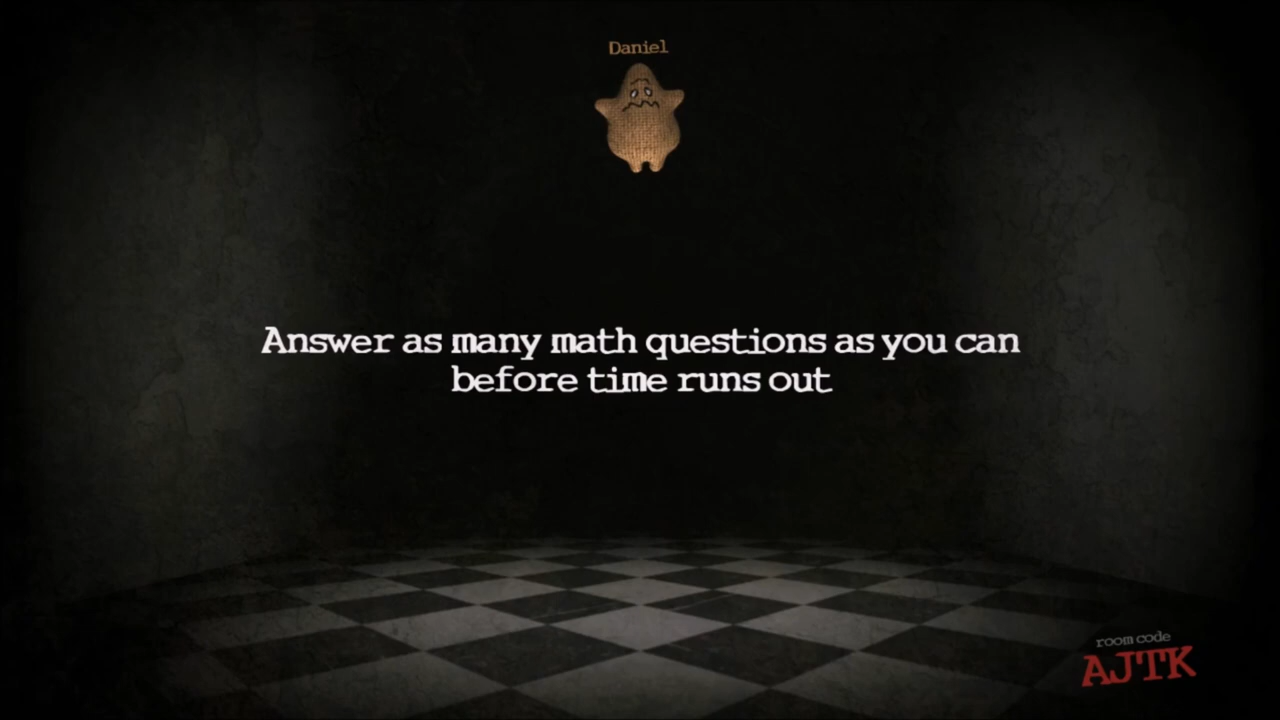 Daniel
Answer as many math questions as you can
before time runs out
room code
AJTK